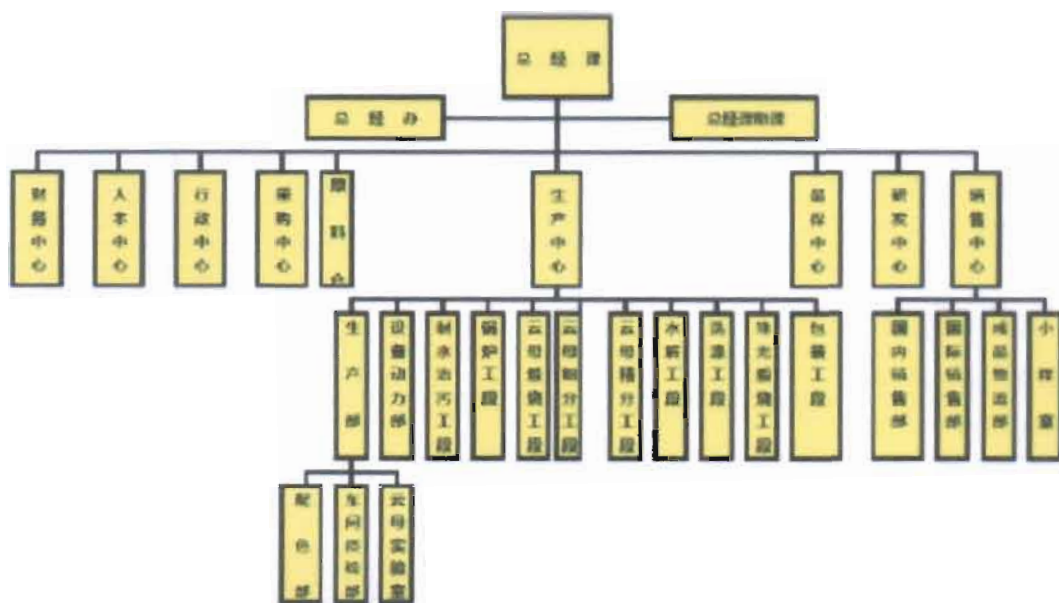 总经理
总经办
总经理助理
财务中心
人本中心
行政中心
采购中心
原料仓
生产中心
品保中心
研发中心
销售中心
生产部
设备动力部
制水治污工段
锅炉工段
云母煅烧工段
云母粗分工段
云母精分工段
水解工段
洗涤工段
珠光煅烧工段
包装工段
国内销售部
国际销售部
成品物流部
小样室
配色部
云母实验室